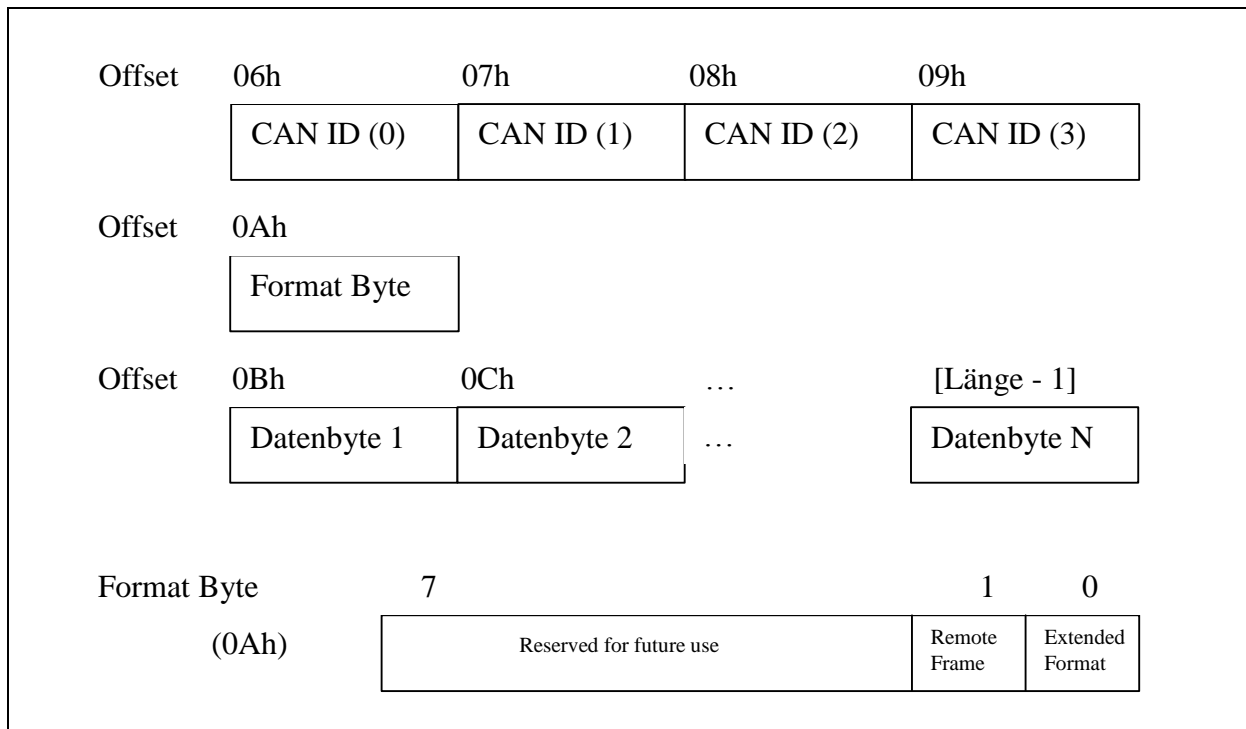 Offset 06h 07h 08h 09h
CAN ID (0) CAN ID (1) CAN ID (2) CAN ID (3)
Offset 0Ah
Format Byte
Offset 0Bh 0Ch … [Länge - 1]
Datenbyte 1 Datenbyte 2 … Datenbyte N
Format Byte 7 1 0
(0Ah) Reserved for future use Remote Frame Extended Format